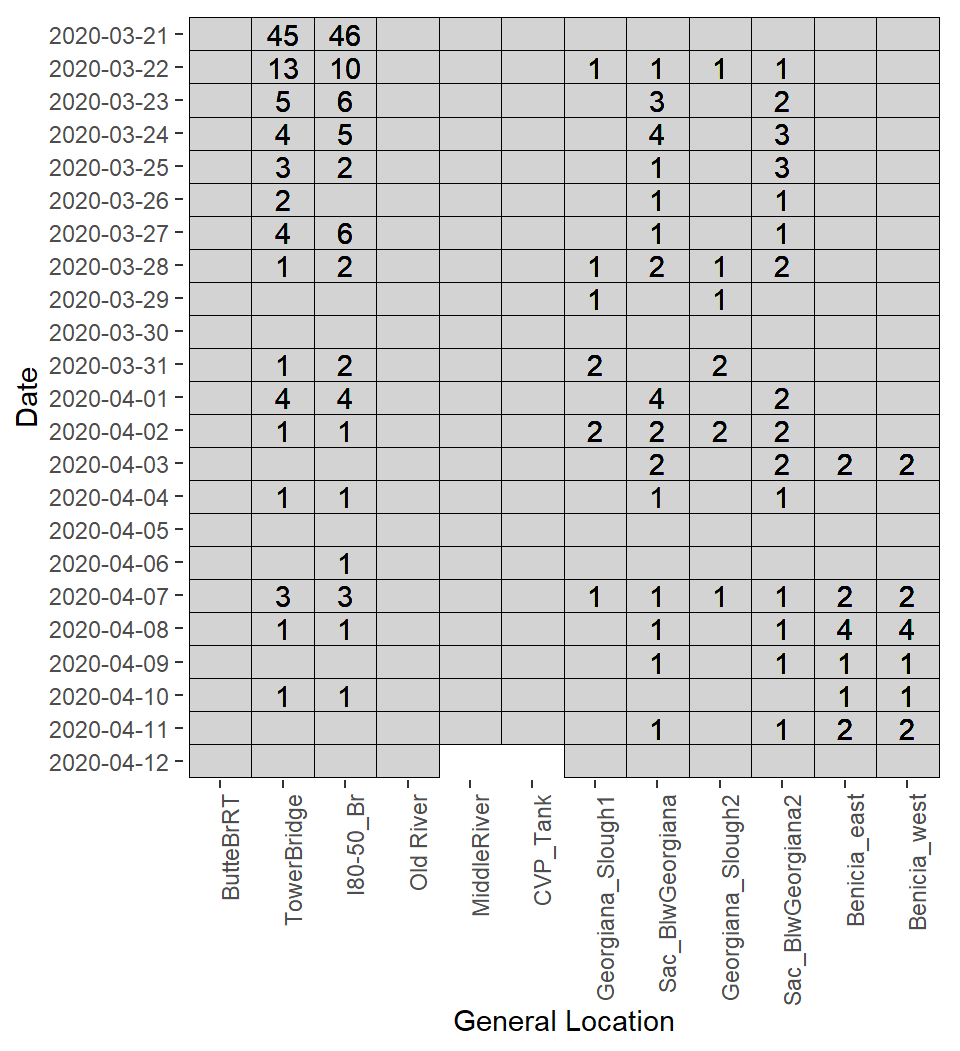 2020-03-21 45 46
2020-03-22 13 10 1 1 1 1
2020-03-23 5 6 3 2
2020-03-24 4 5 4 3
2020-03-25 3 2 1 3
2020-03-26 2 1 1
2020-03-27 4 6 1 1
2020-03-28 1 2 1 2 1 2
2020-03-29 1 1
2020-03-30
2020-03-31 1 2 2 2
2020-04-01 4 4 4 2
2020-04-02 1 1 2 2 2 2
2020-04-03 2 2 2 2
2020-04-04 1 1 1 1
2020-04-05
2020-04-06 1
2020-04-07 3 3 1 1 1 1 2 2
2020-04-08 1 1 1 1 4 4
2020-04-09 1 1 1 1
2020-04-10 1 1 1 1
2020-04-11 1 1 2 2
2020-04-12
Date
ButteBrRT
TowerBridge
I80-50_Br
Old River
MiddleRiver
CVP_Tank
Georgiana_Slough1
Sac_BlwGeorgiana
Georgiana_Slough2
Sac_BlwGeorgiana2
Benicia_east
Benicia_west
General Location